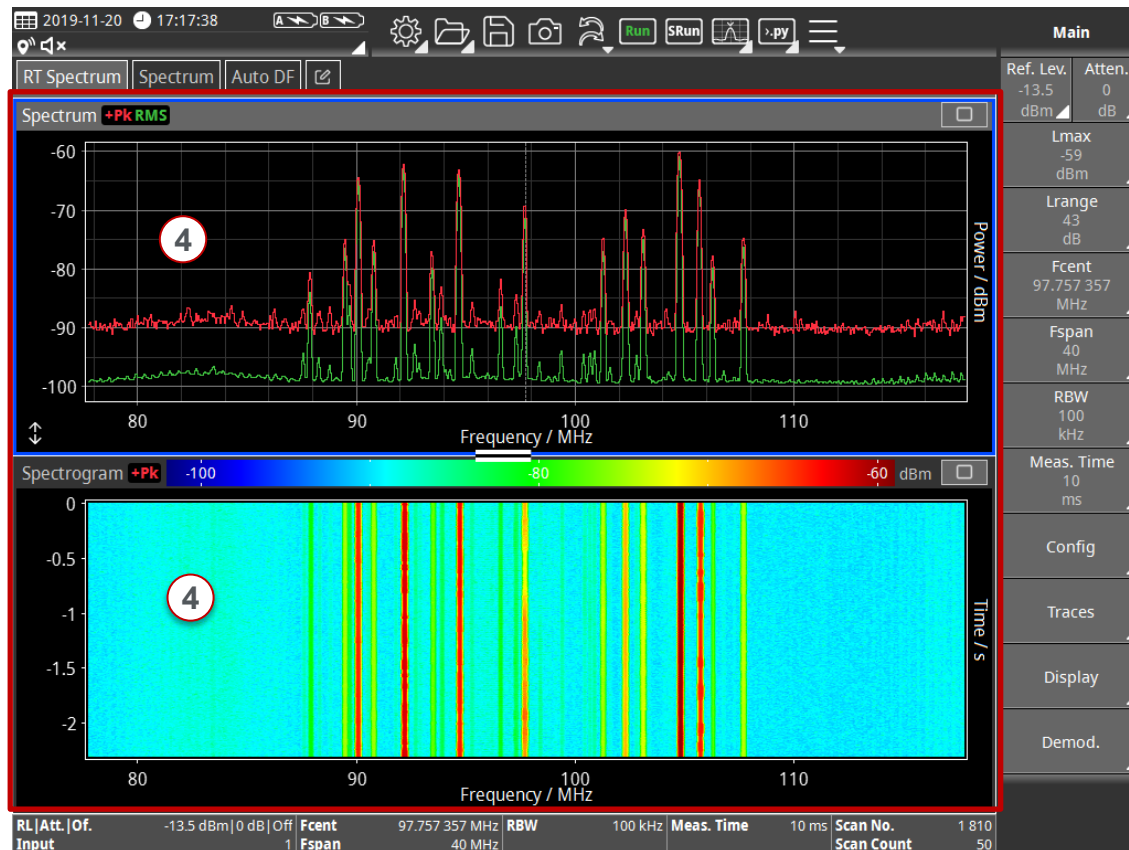 2019-11-20 17:17:38 A B
Run SRun >.py
Main
RT Spectrum Spectrum Auto DF
Ref. Lev. Atten.
-13.5 0
dBm dB
Spectrum +Pk RMS
Lmax
-59
dBm
Lrange
43
dB
Fcent
97.757 357
MHz
Fspan
40
MHz
RBW
100
kHz
Meas. Time
10
ms
Config
Traces
Display
Demod.
-60
-70
-80
-90
-100
4
Power / dBm
80 90 100 110
Frequency / MHz
Spectrogram +Pk -100 -80 -60 dBm
0
-0.5
-1
-1.5
-2
4
Time / s
80 90 100 110
Frequency / MHz
RL|Att.|Of. -13.5 dBm|0 dB|Off Fcent 97.757 357 MHz RBW 100 kHz Meas. Time 10 ms Scan No. 1 810
Input 1 Fspan 40 MHz Scan Count 50